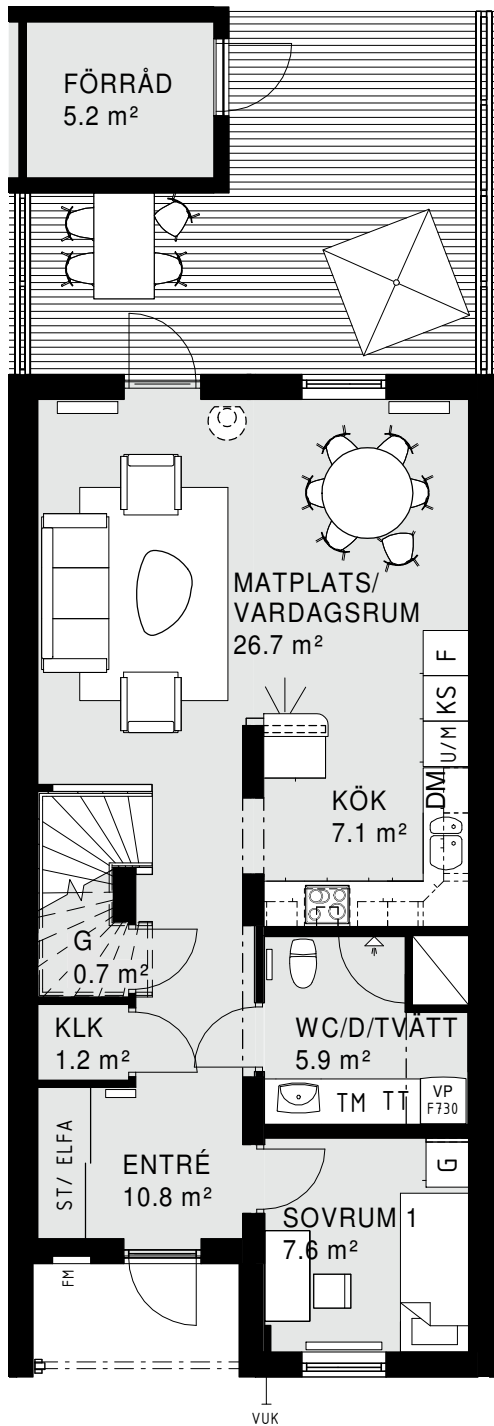 FÖRRÅD
5.2 m²
MATPLATS/
VARDAGSRUM
26.7 m²
F
KS
U/M
DM
KÖK
7.1 m²
G
0.7 m²
KLK
1.2 m²
WC/D/TVÄTT
5.9 m²
TM TT
VP
F730
ST/ ELFA
ENTRÉ
10.8 m²
G
SOVRUM 1
7.6 m²
FM
VUK